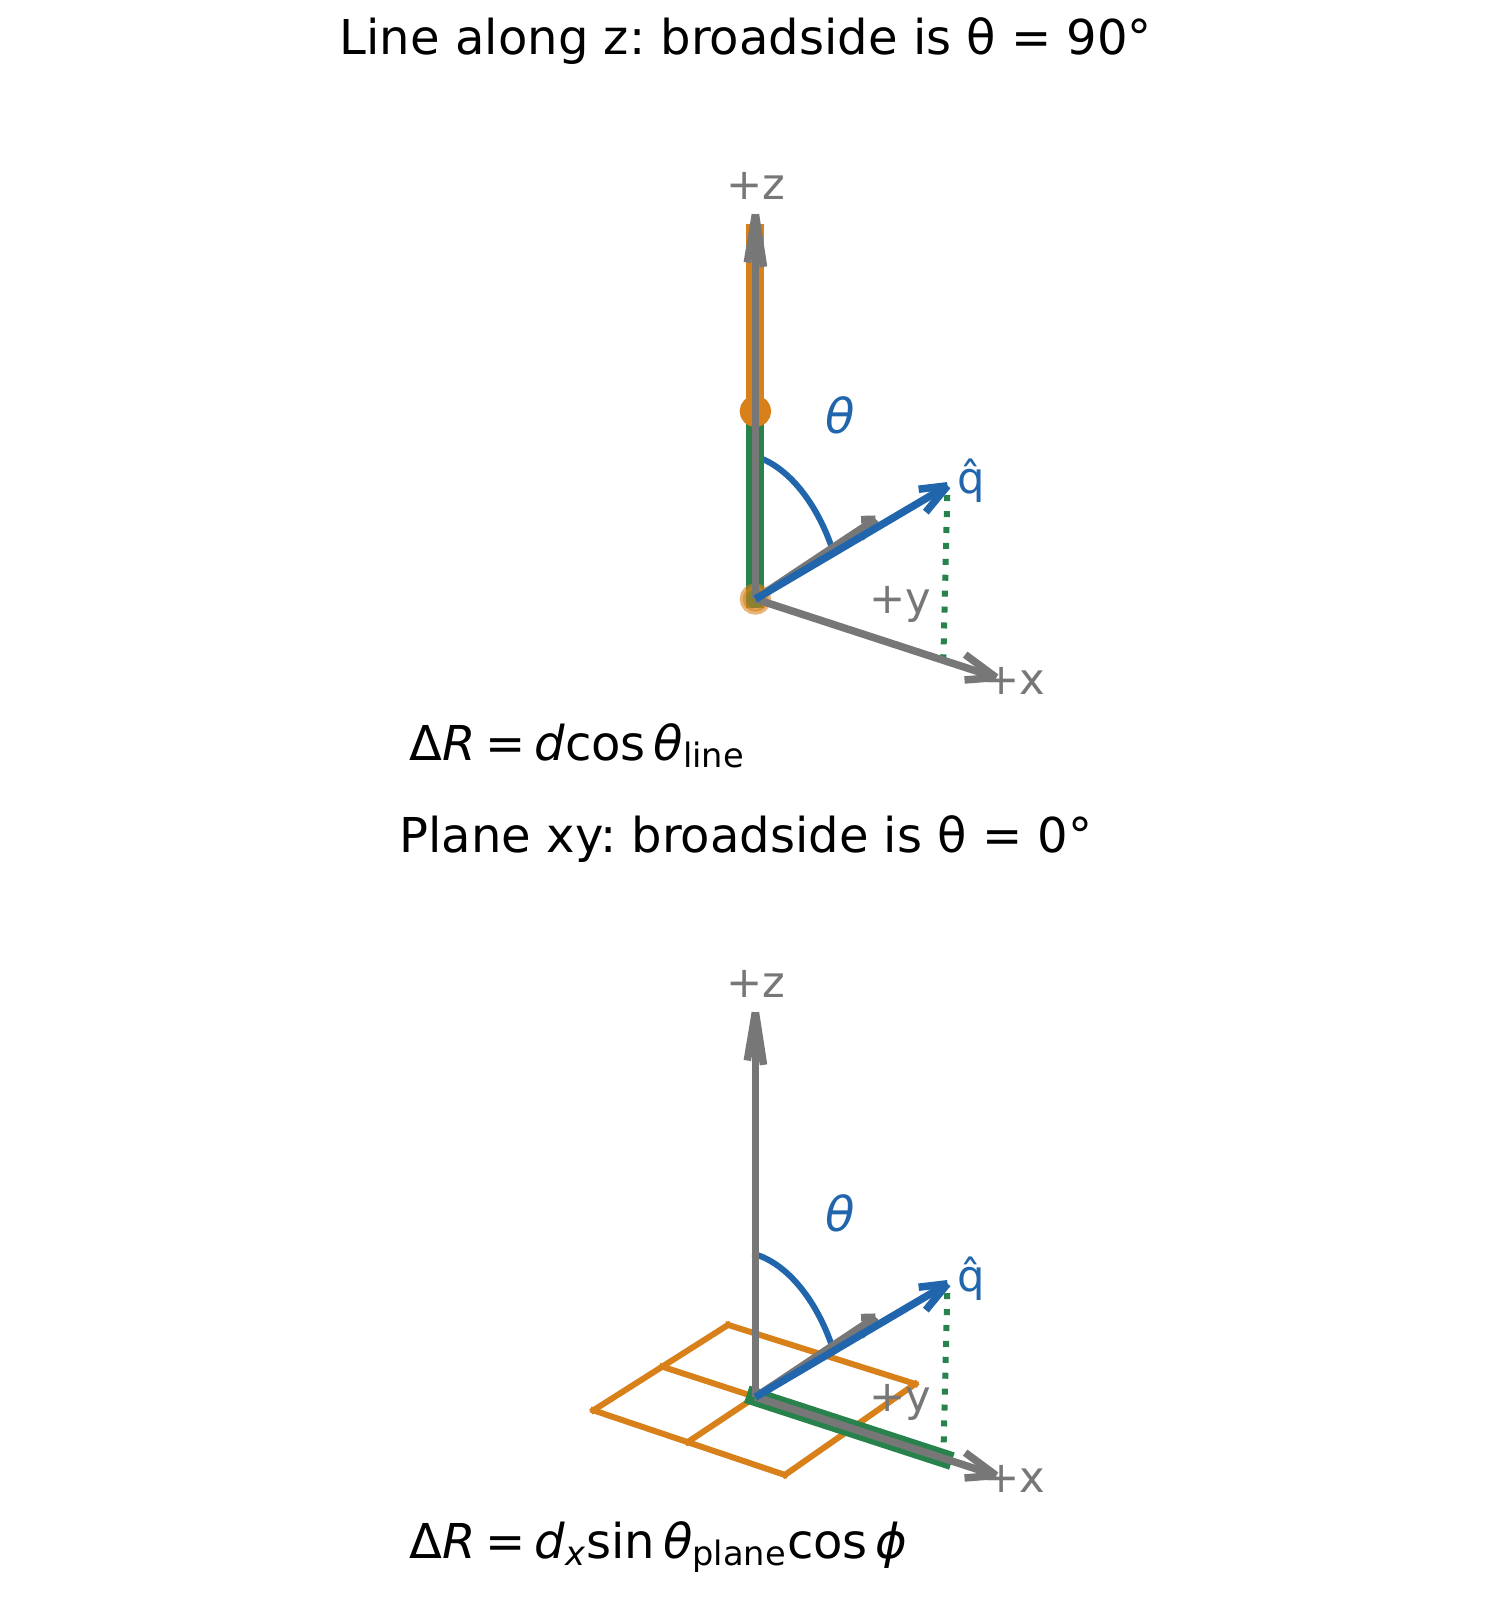 Line along z: broadside is θ = 90°
+z
θ
q̂
+y
+x
ΔR = d cos θ_line
Plane xy: broadside is θ = 0°
+z
θ
q̂
+y
+x
ΔR = d_x sin θ_plane cos ϕ